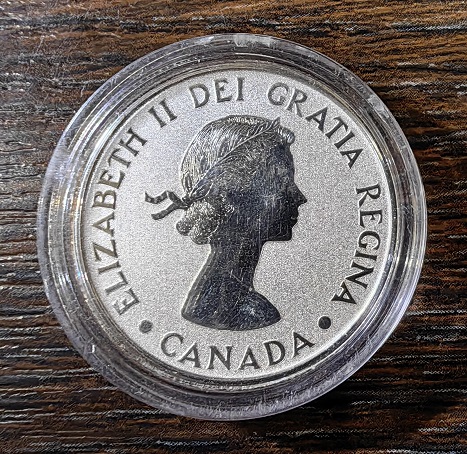 ELIZABETH II DEI GRATIA REGINA
CANADA